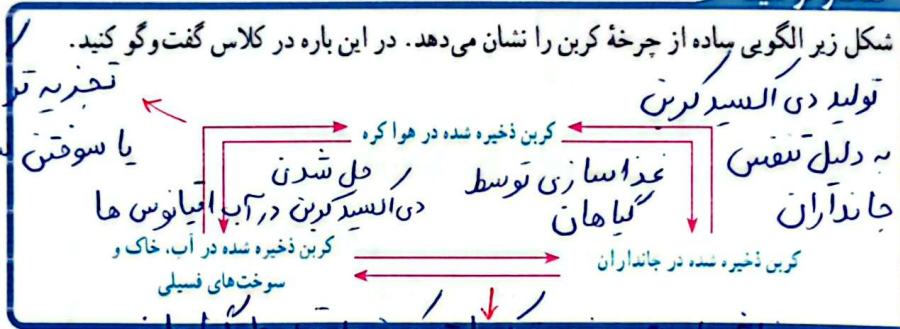 شکل زیر الگویی ساده از چرخهٔ کربن را نشان می‌دهد. در این باره در کلاس گفت‌وگو کنید.
تولید دی اکسید کربن
به دلیل تنفس
جانداران
تجزیه
یا سوختن
کربن ذخیره شده در هوا کره
غذاسازی توسط
گیاهان
حل شدن
دی اکسید کربن در آب اقیانوس ها
کربن ذخیره شده در جانداران
کربن ذخیره شده در آب، خاک و
سوخت‌های فسیلی